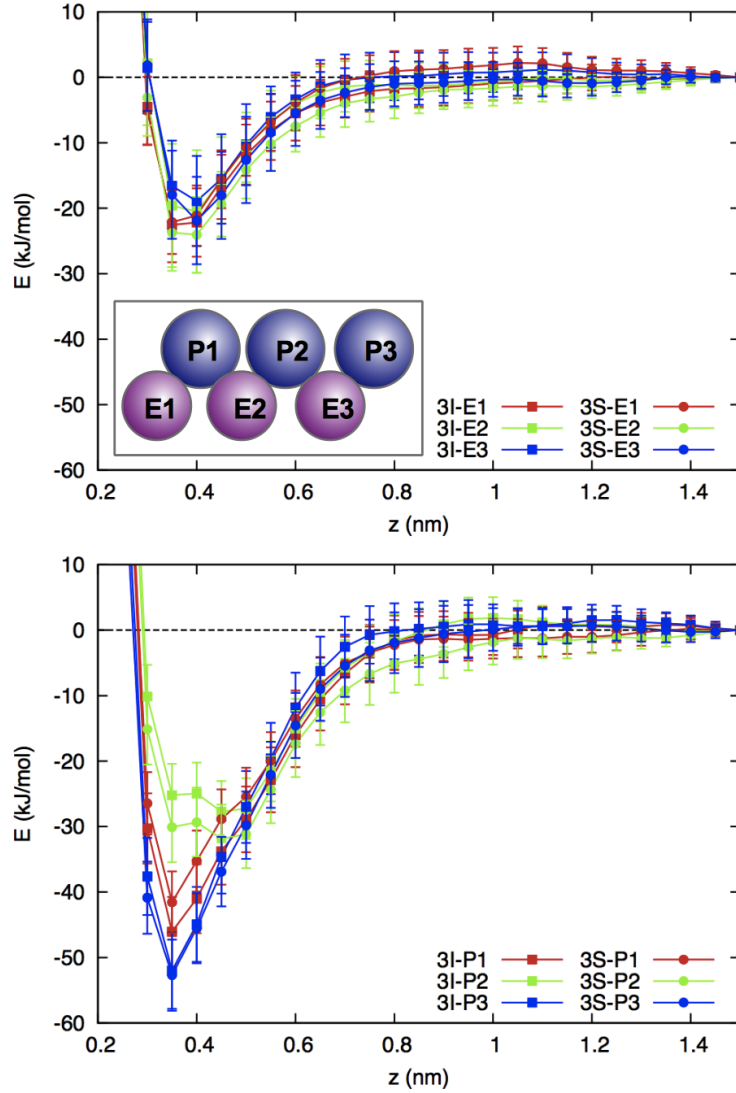 10
0
-10
-20
-30
-40
-50
-60
E (kJ/mol)
P1 P2 P3
E1 E2 E3
3I-E1 3S-E1
3I-E2 3S-E2
3I-E3 3S-E3
0.2 0.4 0.6 0.8 1 1.2 1.4
z (nm)
10
0
-10
-20
-30
-40
-50
-60
E (kJ/mol)
3I-P1 3S-P1
3I-P2 3S-P2
3I-P3 3S-P3
0.2 0.4 0.6 0.8 1 1.2 1.4
z (nm)